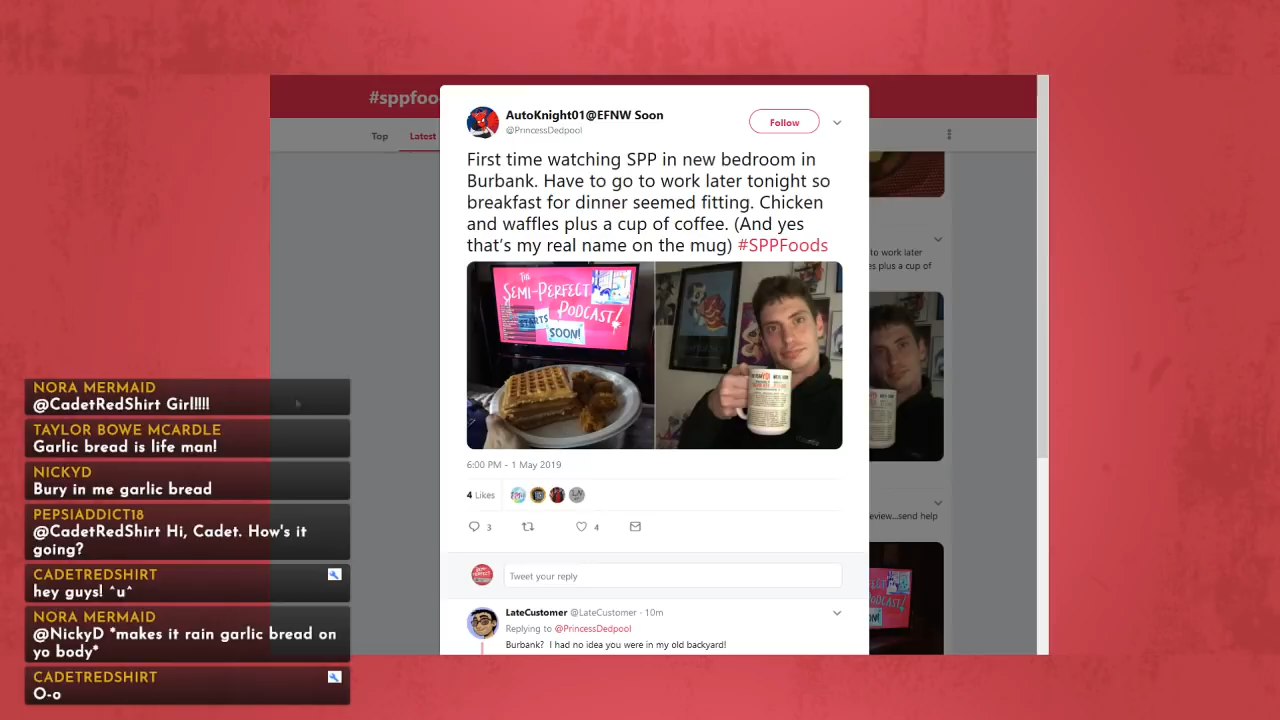 #sppfoo
Top
Latest
AutoKnight01@EFNW Soon
@PrincessDedpool
Follow
First time watching SPP in new bedroom in
Burbank. Have to go to work later tonight so
breakfast for dinner seemed fitting. Chicken
and waffles plus a cup of coffee. (And yes
that's my real name on the mug) #SPPFoods
THE
SEMI-PERFECT
PODCAST!
STARTS
SOON!
6:00 PM - 1 May 2019
4 Likes
3
4
Tweet your reply
LateCustomer @LateCustomer · 10m
Replying to @PrincessDedpool
Burbank? I had no idea you were in my old backyard!
to work later
es plus a cup of
eview...send help
NORA MERMAID
@CadetRedShirt Girl!!!!!
TAYLOR BOWE MCARDLE
Garlic bread is life man!
NICKYD
Bury in me garlic bread
PEPSIADDICT18
@CadetRedShirt Hi, Cadet. How's it
going?
CADETREDSHIRT
hey guys! ^u^
NORA MERMAID
@NickyD *makes it rain garlic bread on
yo body*
CADETREDSHIRT
O-o